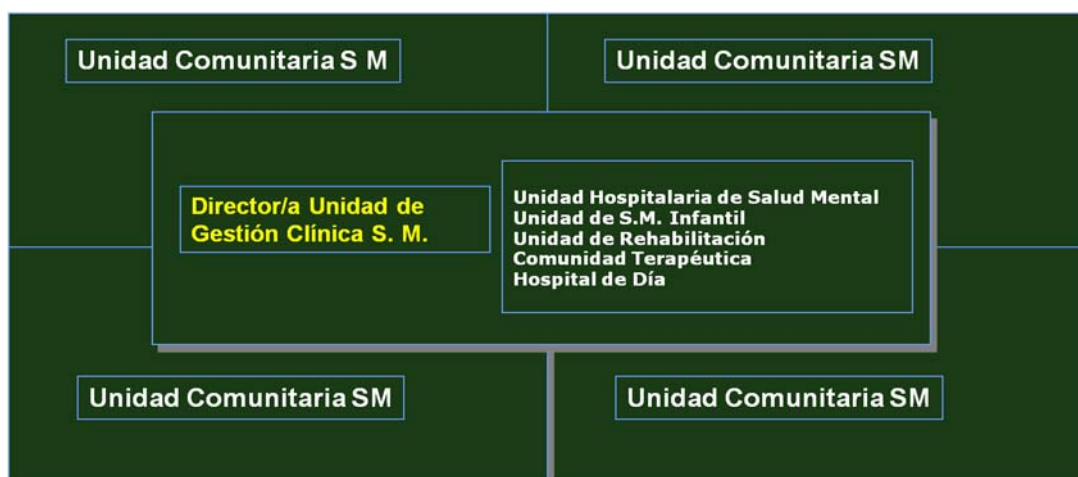 Unidad Comunitaria S M
Unidad Comunitaria SM
Director/a Unidad de
Gestión Clínica S. M.
Unidad Hospitalaria de Salud Mental
Unidad de S.M. Infantil
Unidad de Rehabilitación
Comunidad Terapéutica
Hospital de Día
Unidad Comunitaria SM
Unidad Comunitaria SM